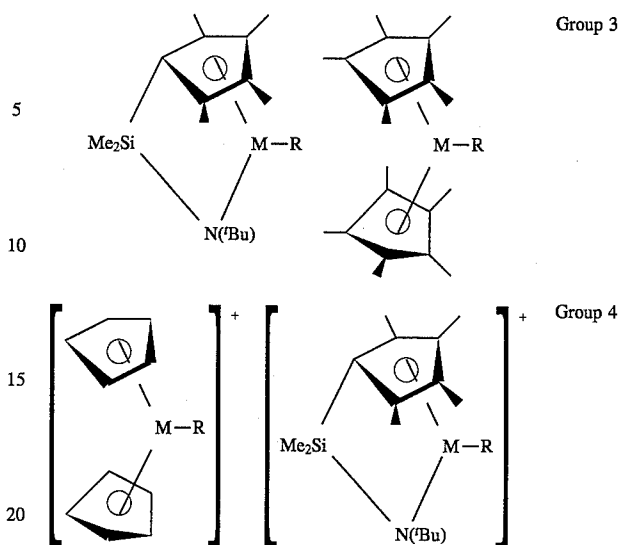 Group 3
5
Me₂Si M—R M—R
N(ᵗBu)
10
+ + Group 4
15
M—R
Me₂Si M—R
20
N(ᵗBu)